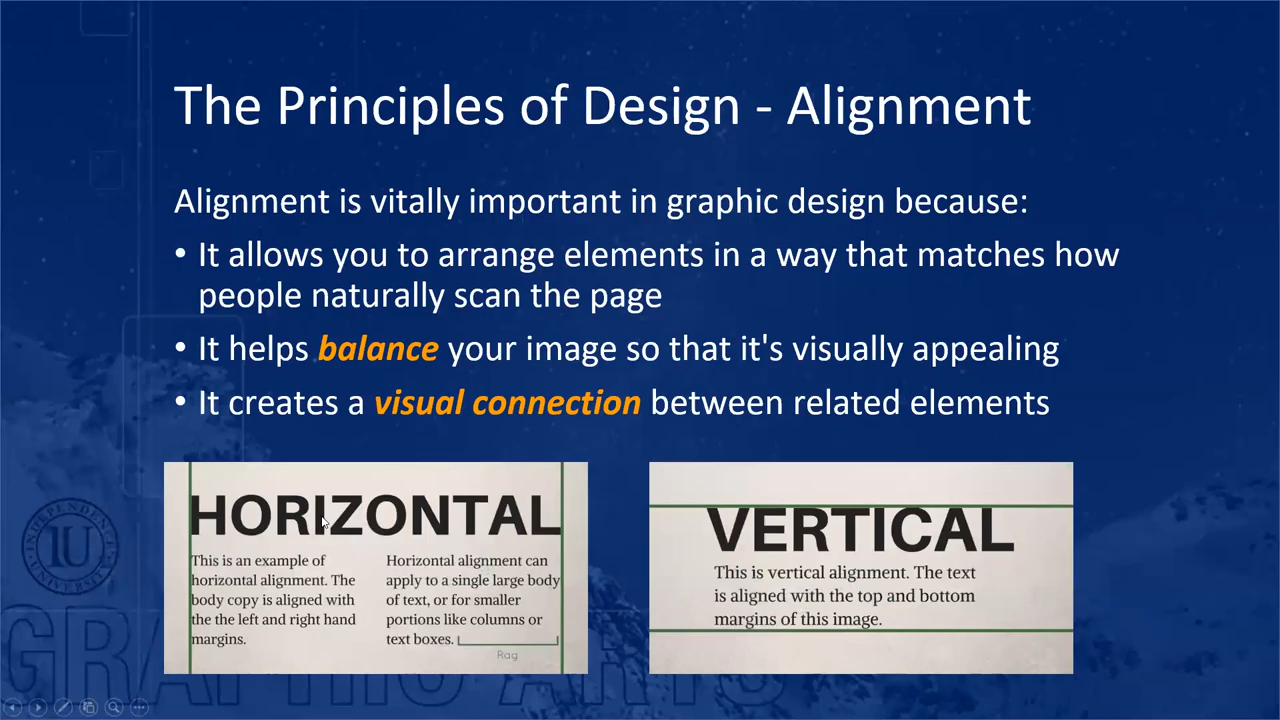 The Principles of Design - Alignment
Alignment is vitally important in graphic design because:
• It allows you to arrange elements in a way that matches how
people naturally scan the page
• It helps balance your image so that it's visually appealing
• It creates a visual connection between related elements
HORIZONTAL
This is an example of
horizontal alignment. The
body copy is aligned with
the the left and right hand
margins.
Horizontal alignment can
apply to a single large body
of text, or for smaller
portions like columns or
text boxes.
Rag
VERTICAL
This is vertical alignment. The text
is aligned with the top and bottom
margins of this image.
INDEPENDENCE
UNIVERSITY
IU
GRAPHIC ARTS